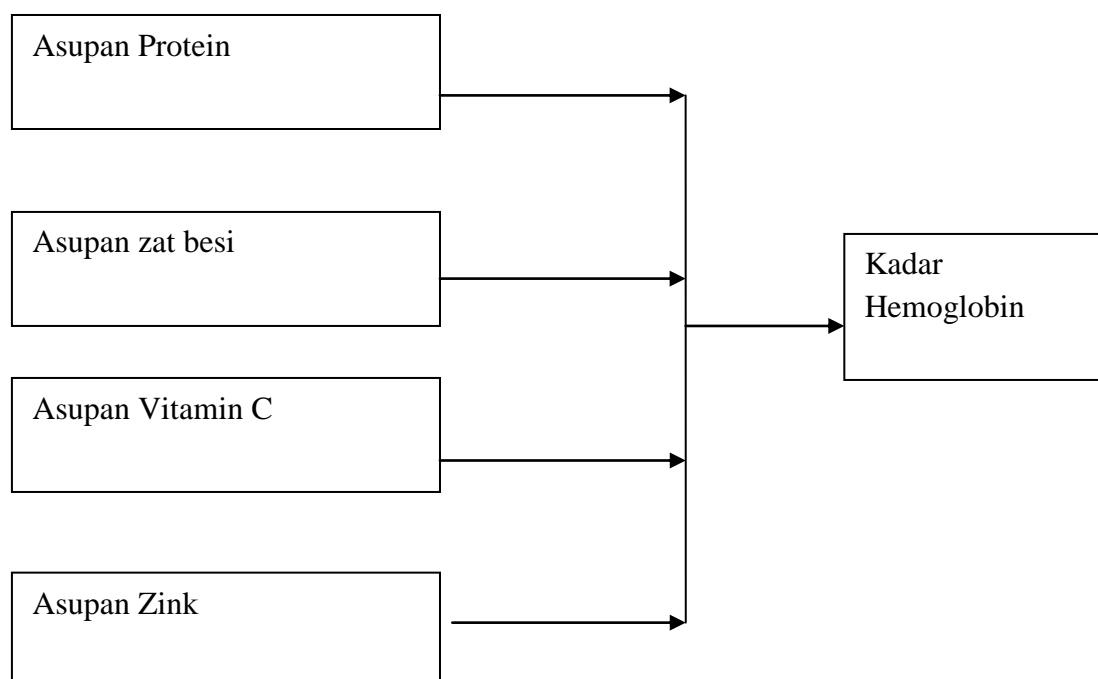 Asupan Protein
Asupan zat besi
Kadar
Hemoglobin
Asupan Vitamin C
Asupan Zink